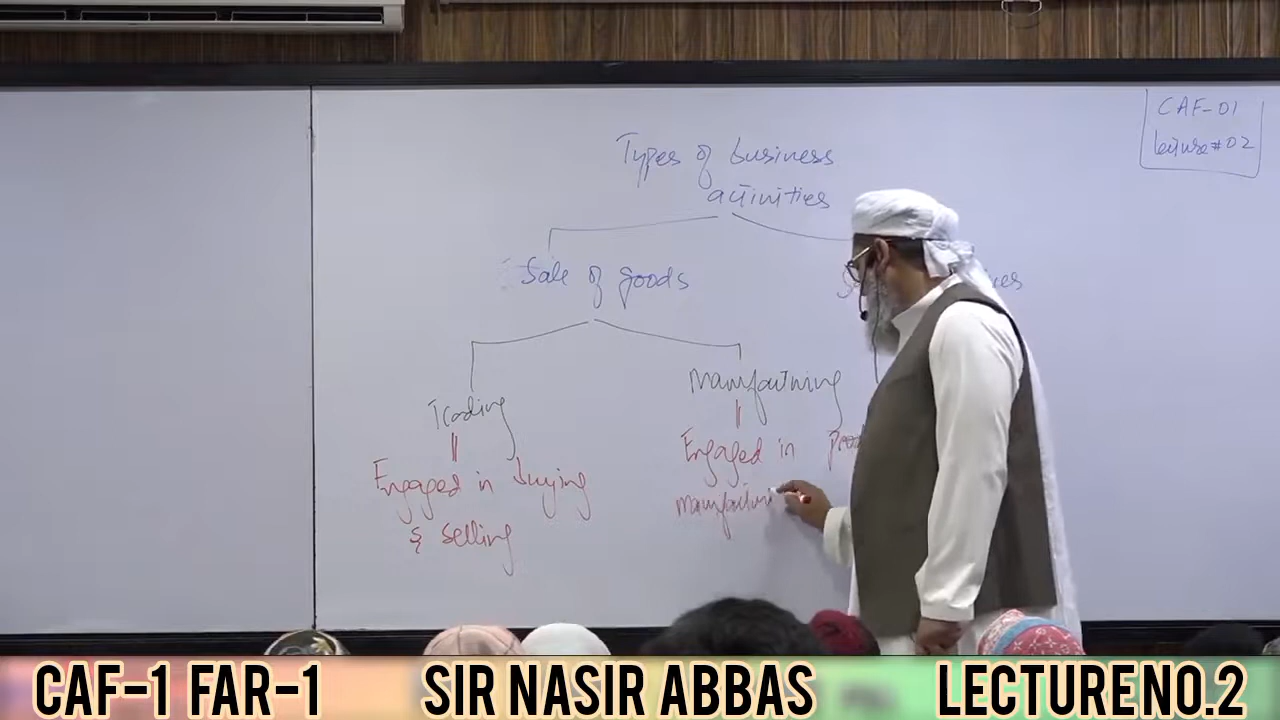 CAF-01
Lecture # 02
Types of business
activities
Sale of goods
Trading
Manufacturing
Engaged in buying
& selling
Engaged in
CAF-1 FAR-1
SIR NASIR ABBAS
LECTURE NO.2